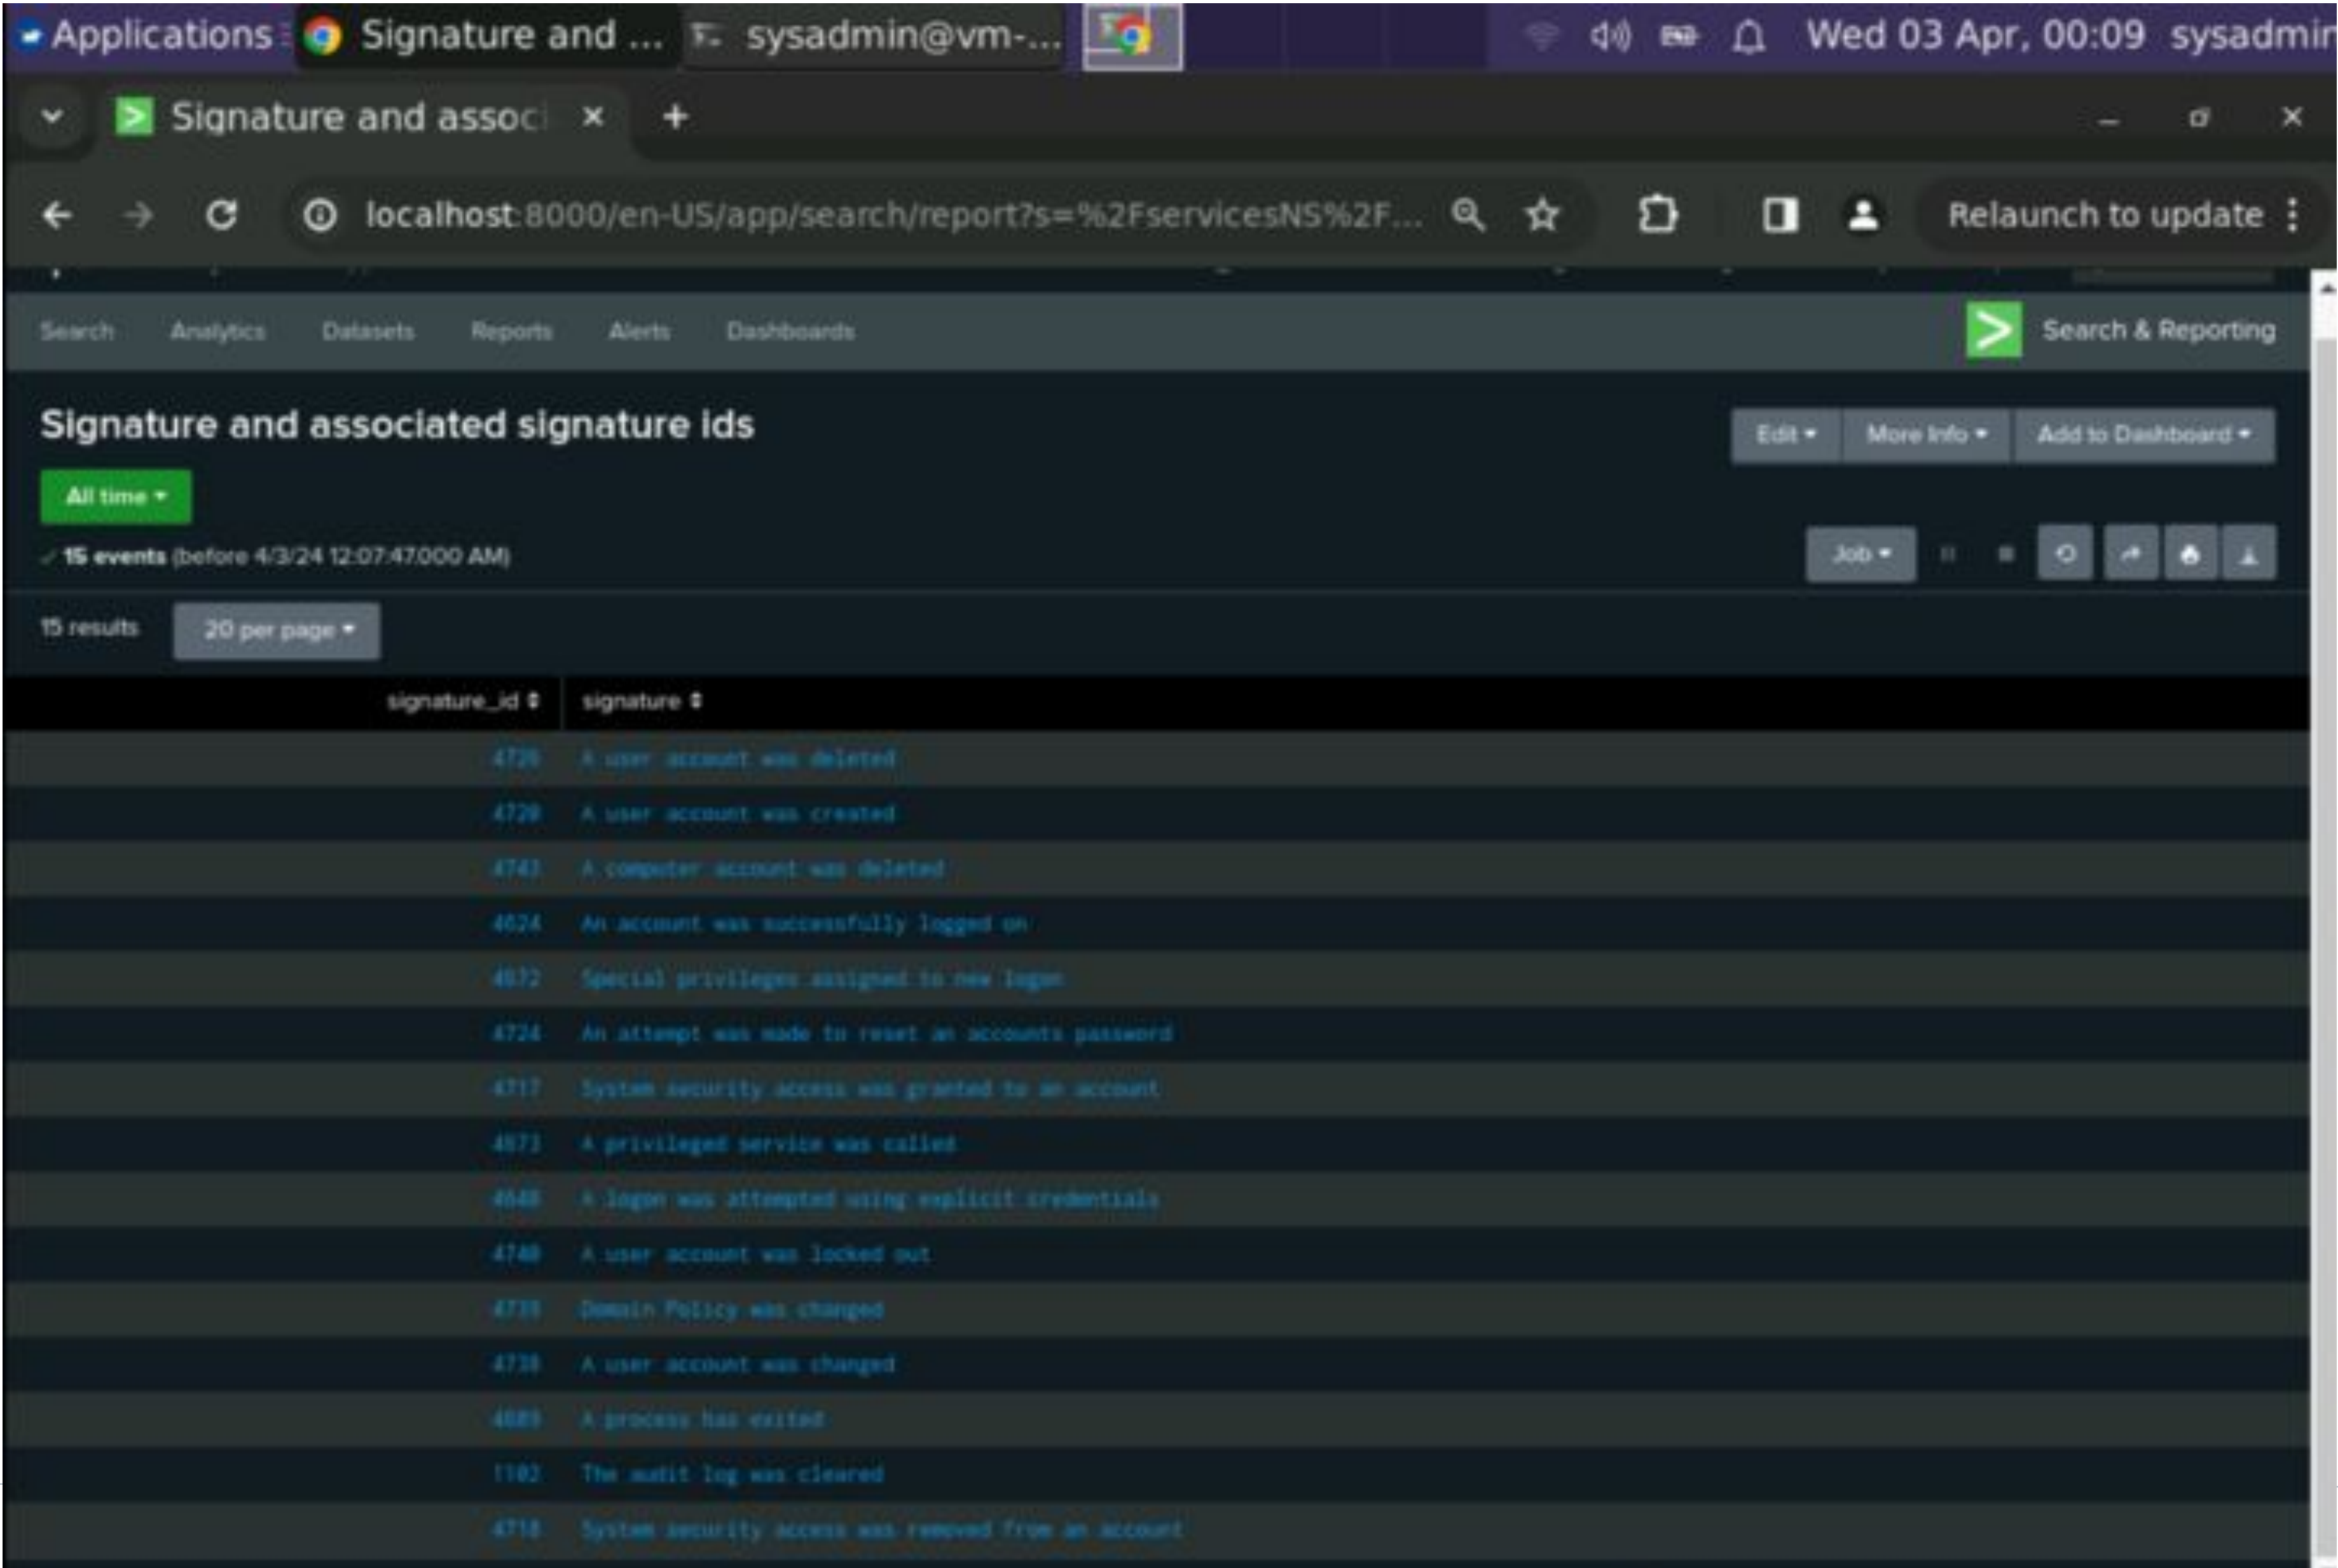 Applications
Signature and ...
sysadmin@vm-...
Wed 03 Apr, 00:09 sysadmin
Signature and associ
localhost:8000/en-US/app/search/report?s=%2FservicesNS%2F...
Relaunch to update
Search Analytics Datasets Reports Alerts Dashboards
Search & Reporting
Signature and associated signature ids
Edit More Info Add to Dashboard
All time
15 events (before 4/3/24 12:07:47.000 AM)
Job
15 results 20 per page
signature_id signature
4726 A user account was deleted
4720 A user account was created
4743 A computer account was deleted
4624 An account was successfully logged on
4672 Special privileges assigned to new logon
4724 An attempt was made to reset an accounts password
4717 System security access was granted to an account
4673 A privileged service was called
4648 A logon was attempted using explicit credentials
4740 A user account was locked out
4739 Domain Policy was changed
4738 A user account was changed
4689 A process has exited
1102 The audit log was cleared
4718 System security access was removed from an account